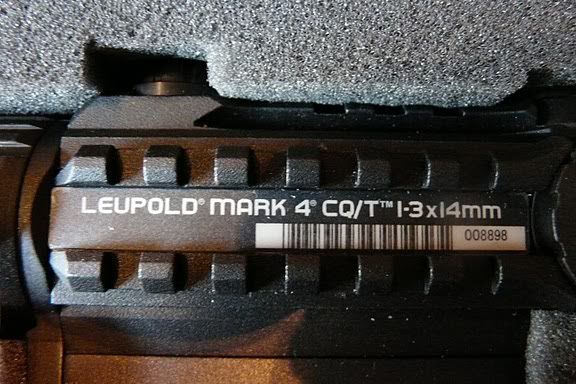 LEUPOLD® MARK 4® CQ/T™ 1-3x14mm
008898